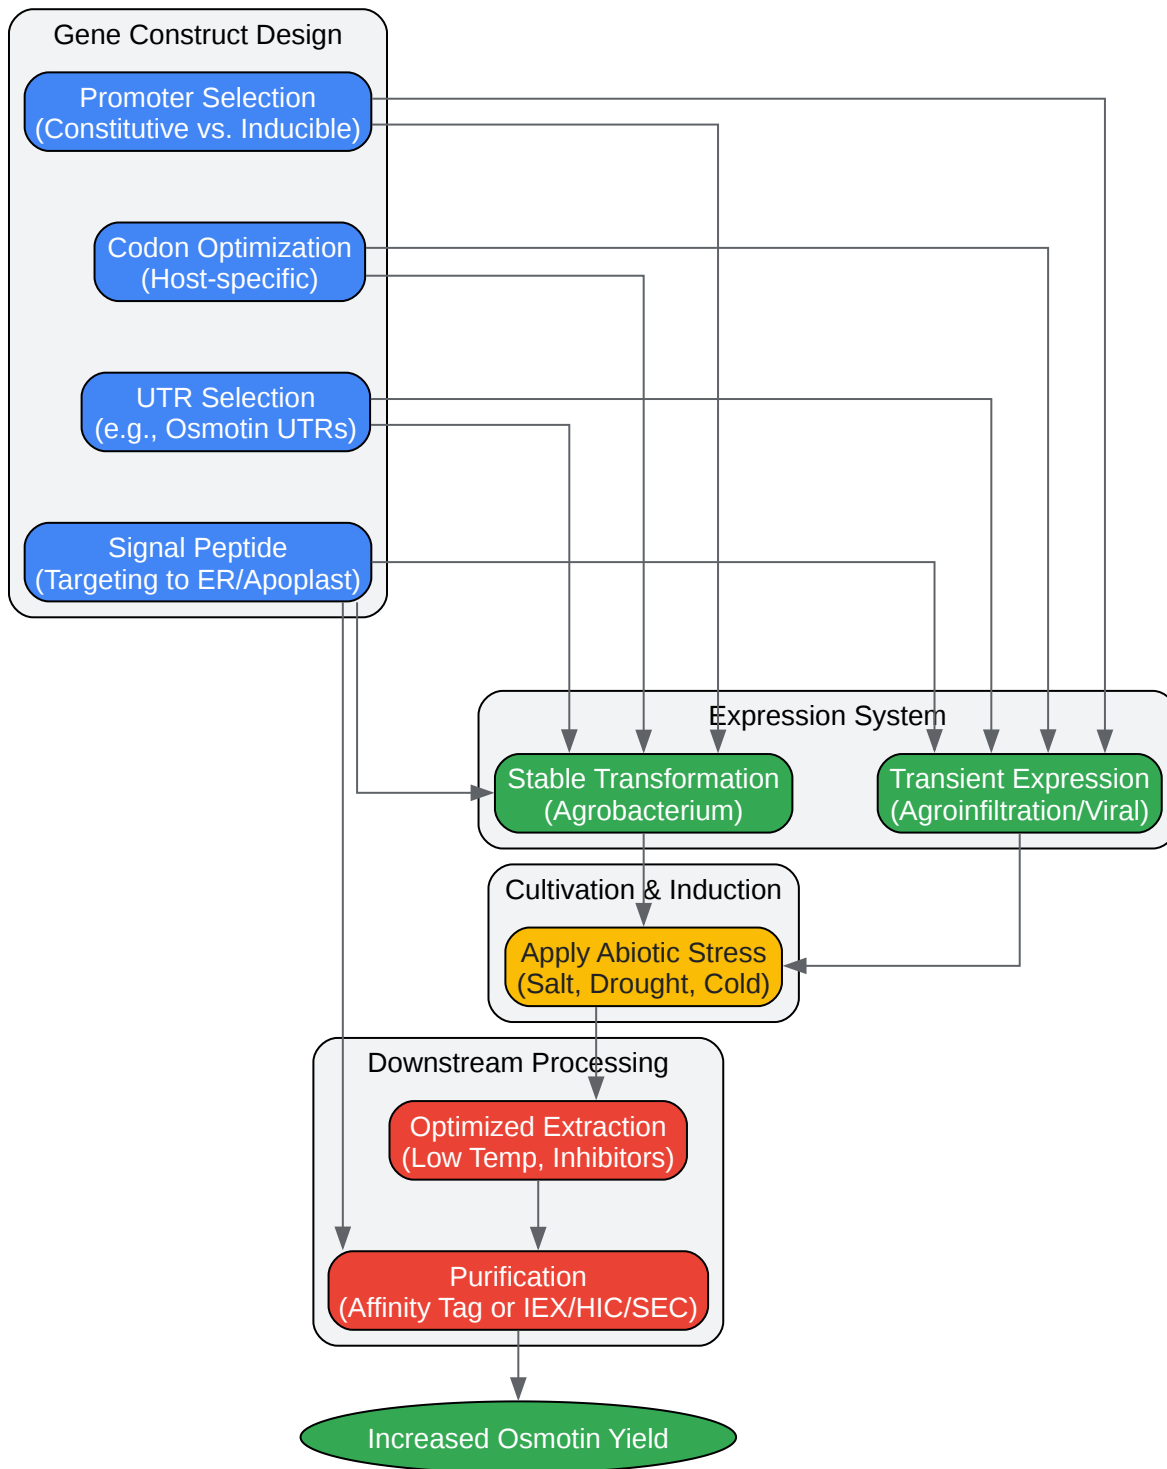 Gene Construct Design
Promoter Selection
(Constitutive vs. Inducible)
Codon Optimization
(Host-specific)
UTR Selection
(e.g., Osmotin UTRs)
Signal Peptide
(Targeting to ER/Apoplast)
Expression System
Stable Transformation
(Agrobacterium)
Transient Expression
(Agroinfiltration/Viral)
Cultivation & Induction
Apply Abiotic Stress
(Salt, Drought, Cold)
Downstream Processing
Optimized Extraction
(Low Temp, Inhibitors)
Purification
(Affinity Tag or IEX/HIC/SEC)
Increased Osmotin Yield